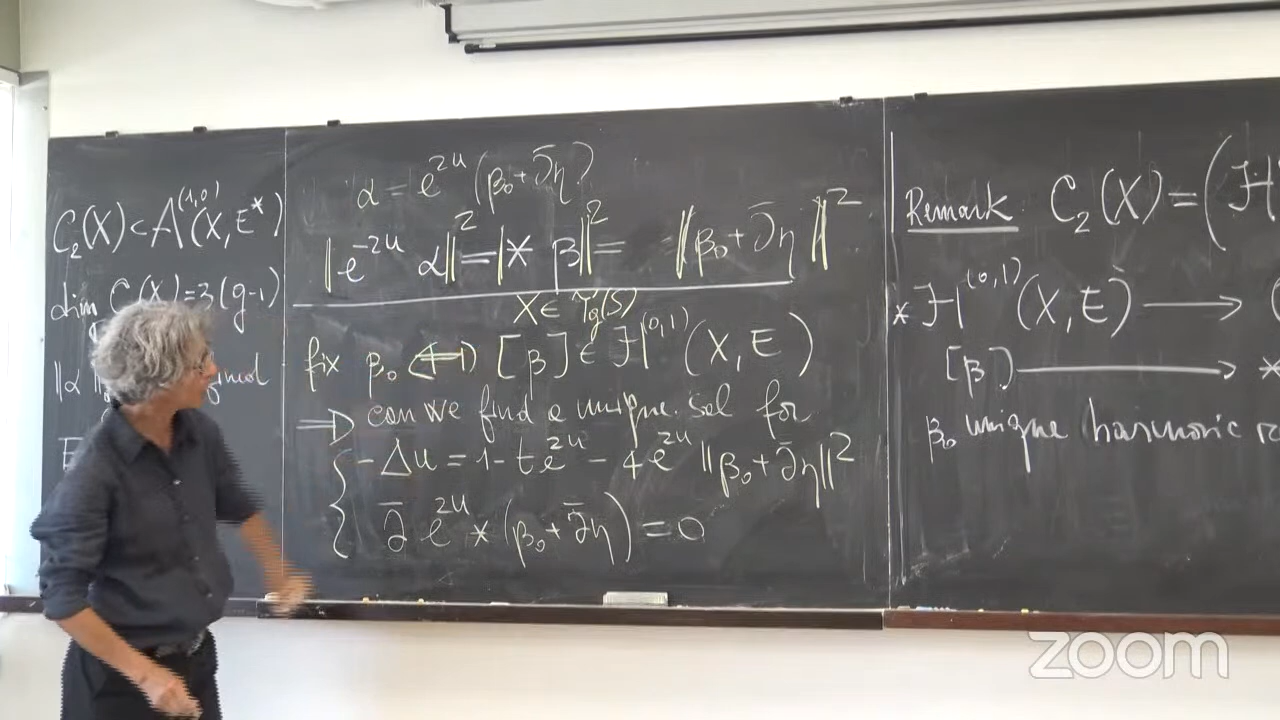 C₂(X) < A^(1,0)(X, E*)
dim C₂(X) = 3(g-1)
‖α
E
α = e^{2u} (β₀ + ∂̄η)
‖e^{-2u} α‖² = ‖* β‖² = ‖β₀ + ∂̄η‖²
X ∈ T_g(S)
fix β₀ ⟺ [β] ∈ H^(0,1)(X, E)
⟹ can we find a unique sol for
{ -Δu = 1 - t e^{2u} - 4 e^{2u} ‖β₀ + ∂̄η‖²
∂̄ e^{2u} * (β₀ + ∂̄η) = 0
Remark C₂(X) = (H
* H^(0,1)(X, E) ⟶ (
[β] ⟶ *
β₀ unique harmonic
zoom